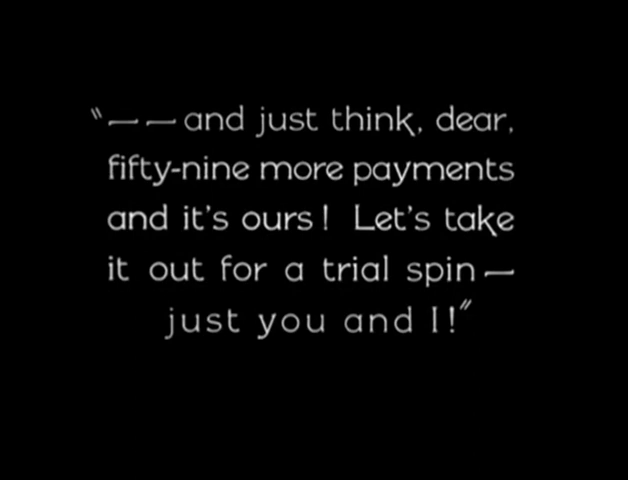 "— — and just think, dear,
fifty-nine more payments
and it's ours! Let's take
it out for a trial spin —
just you and I!"